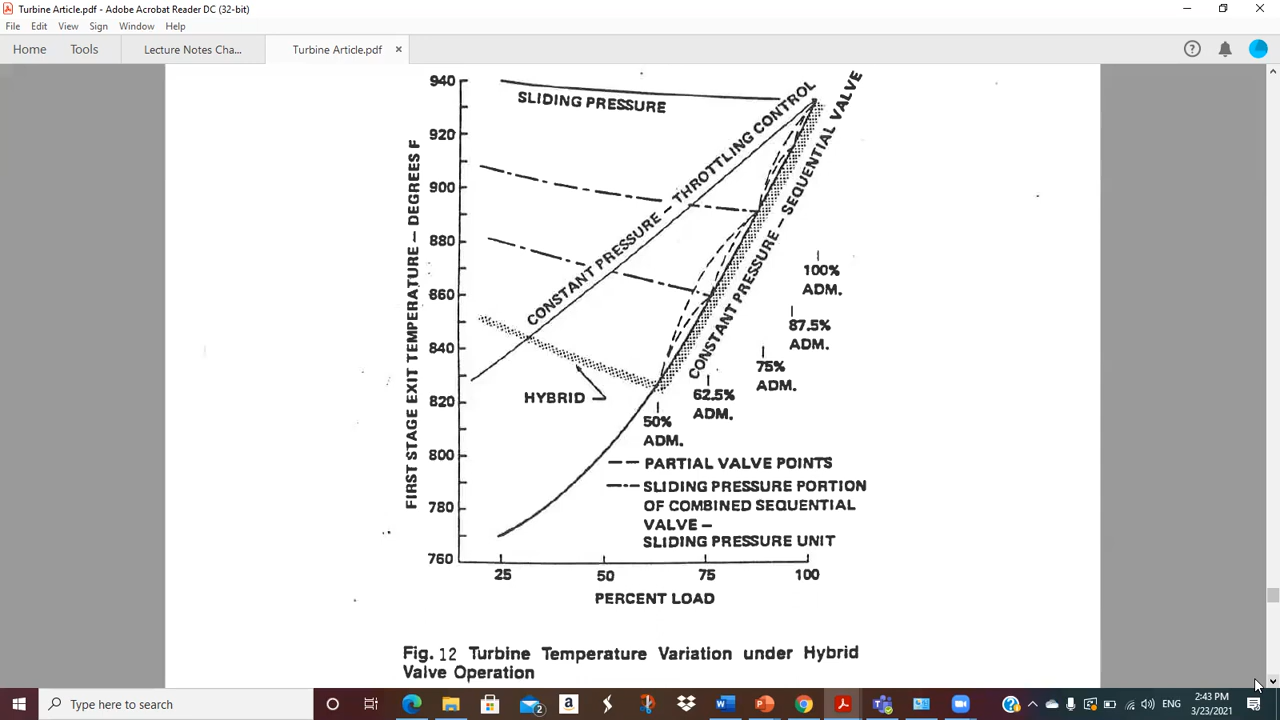 Turbine Article.pdf - Adobe Acrobat Reader DC (32-bit)
File Edit View Sign Window Help
Home Tools Lecture Notes Cha... Turbine Article.pdf ×
940
920
900
880
860
840
820
800
780
760
FIRST STAGE EXIT TEMPERATURE – DEGREES F
SLIDING PRESSURE
CONSTANT PRESSURE – THROTTLING CONTROL
CONSTANT PRESSURE – SEQUENTIAL VALVE
100%
ADM.
87.5%
ADM.
75%
ADM.
62.5%
ADM.
50%
ADM.
HYBRID
PARTIAL VALVE POINTS
SLIDING PRESSURE PORTION
OF COMBINED SEQUENTIAL
VALVE –
SLIDING PRESSURE UNIT
25 50 75 100
PERCENT LOAD
Fig. 12 Turbine Temperature Variation under Hybrid
Valve Operation
Type here to search
2
ENG
2:43 PM
3/23/2021